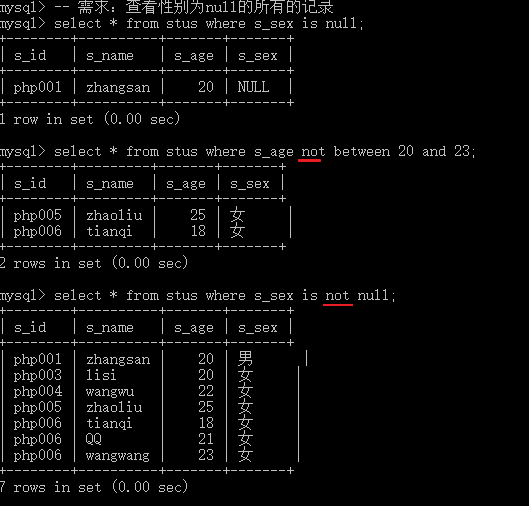 mysql> -- 需求：查看性别为null的所有的记录
mysql> select * from stus where s_sex is null;
+--------+----------+-------+-------+
| s_id   | s_name   | s_age | s_sex |
+--------+----------+-------+-------+
| php001 | zhangsan |    20 | NULL  |
+--------+----------+-------+-------+
1 row in set (0.00 sec)
mysql> select * from stus where s_age not between 20 and 23;
+--------+---------+-------+-------+
| s_id   | s_name  | s_age | s_sex |
+--------+---------+-------+-------+
| php005 | zhaoliu |    25 | 女    |
| php006 | tianqi  |    18 | 女    |
+--------+---------+-------+-------+
2 rows in set (0.00 sec)
mysql> select * from stus where s_sex is not null;
+--------+----------+-------+-------+
| s_id   | s_name   | s_age | s_sex |
+--------+----------+-------+-------+
| php001 | zhangsan |    20 | 男    |
| php003 | lisi     |    20 | 女    |
| php004 | wangwu   |    22 | 女    |
| php005 | zhaoliu  |    25 | 女    |
| php006 | tianqi   |    18 | 女    |
| php006 | QQ       |    21 | 女    |
| php006 | wangwang |    23 | 女    |
+--------+----------+-------+-------+
7 rows in set (0.00 sec)